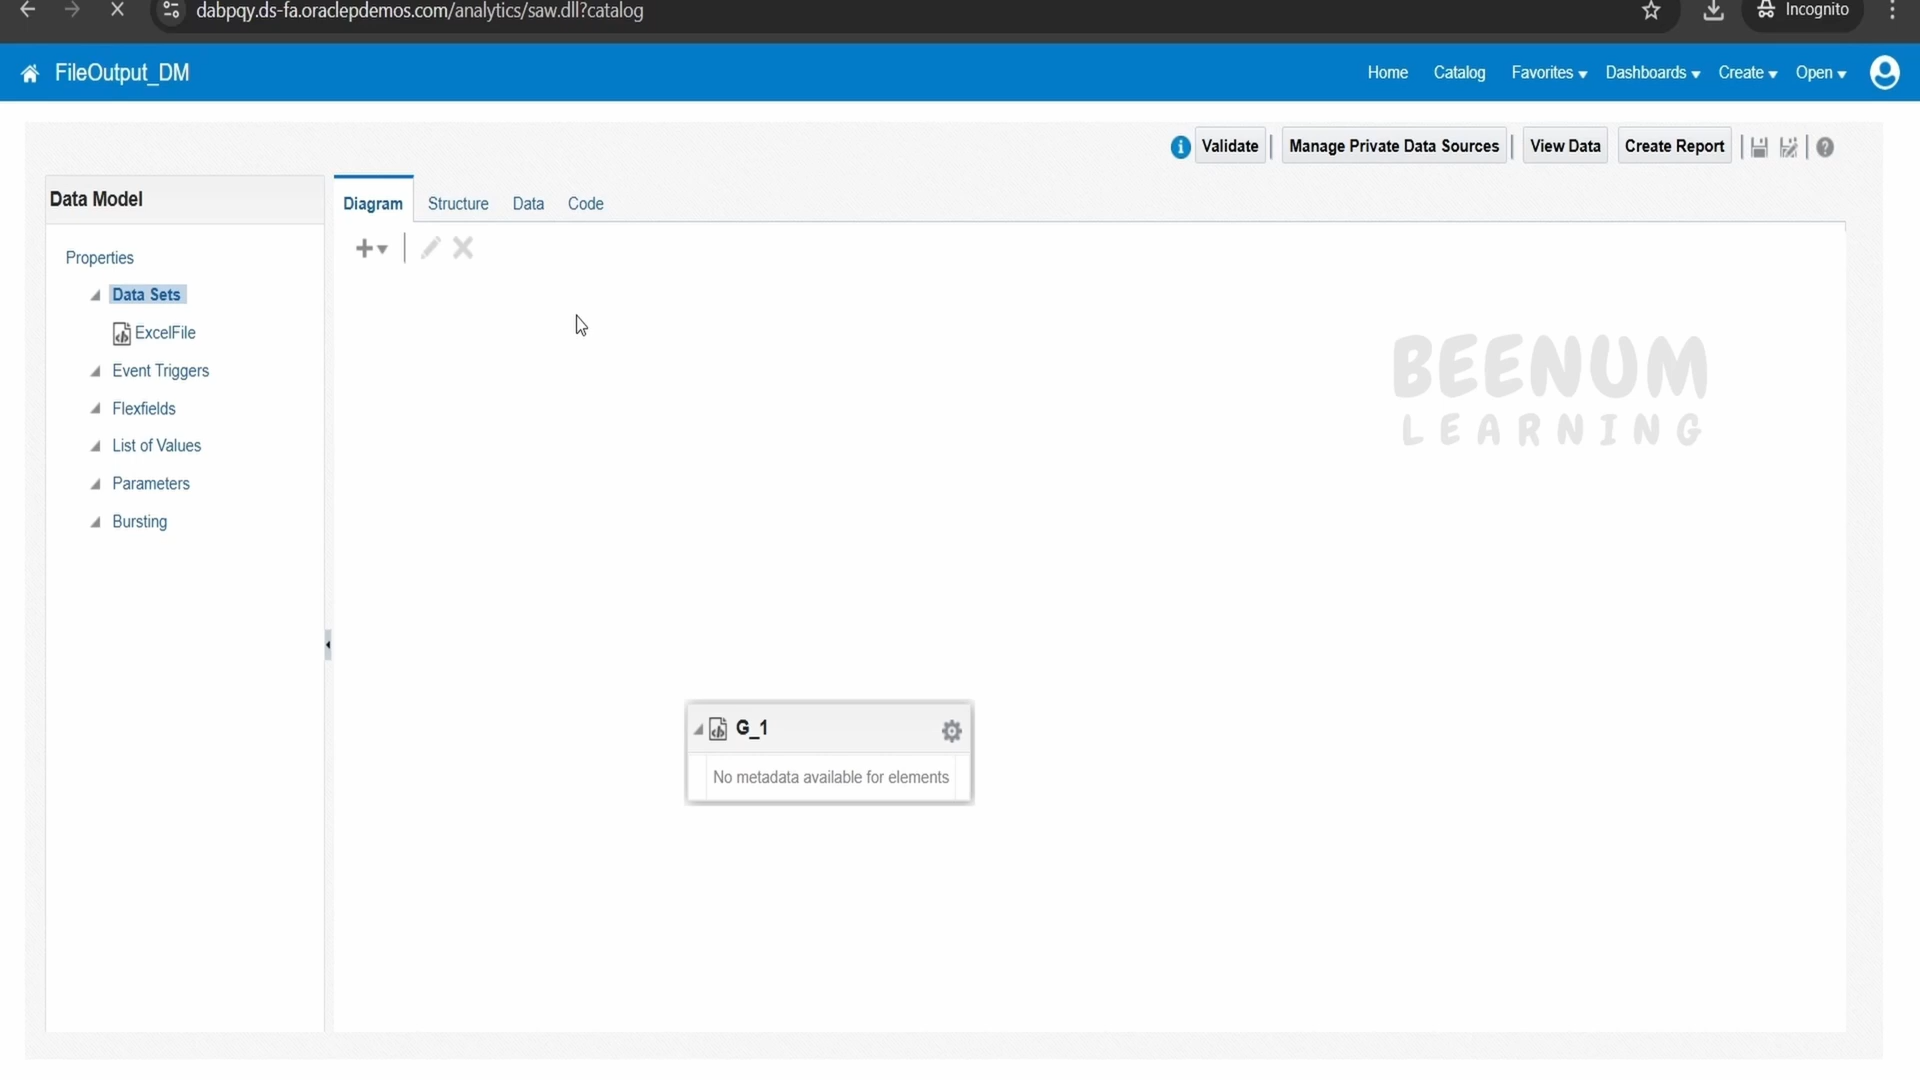 dabpqy.ds-fa.oraclepdemos.com/analytics/saw.dll?catalog
Incognito
FileOutput_DM
Home
Catalog
Favorites
Dashboards
Create
Open
Validate
Manage Private Data Sources
View Data
Create Report
Data Model
Diagram
Structure
Data
Code
Properties
Data Sets
ExcelFile
Event Triggers
Flexfields
List of Values
Parameters
Bursting
BEENUM
LEARNING
G_1
No metadata available for elements